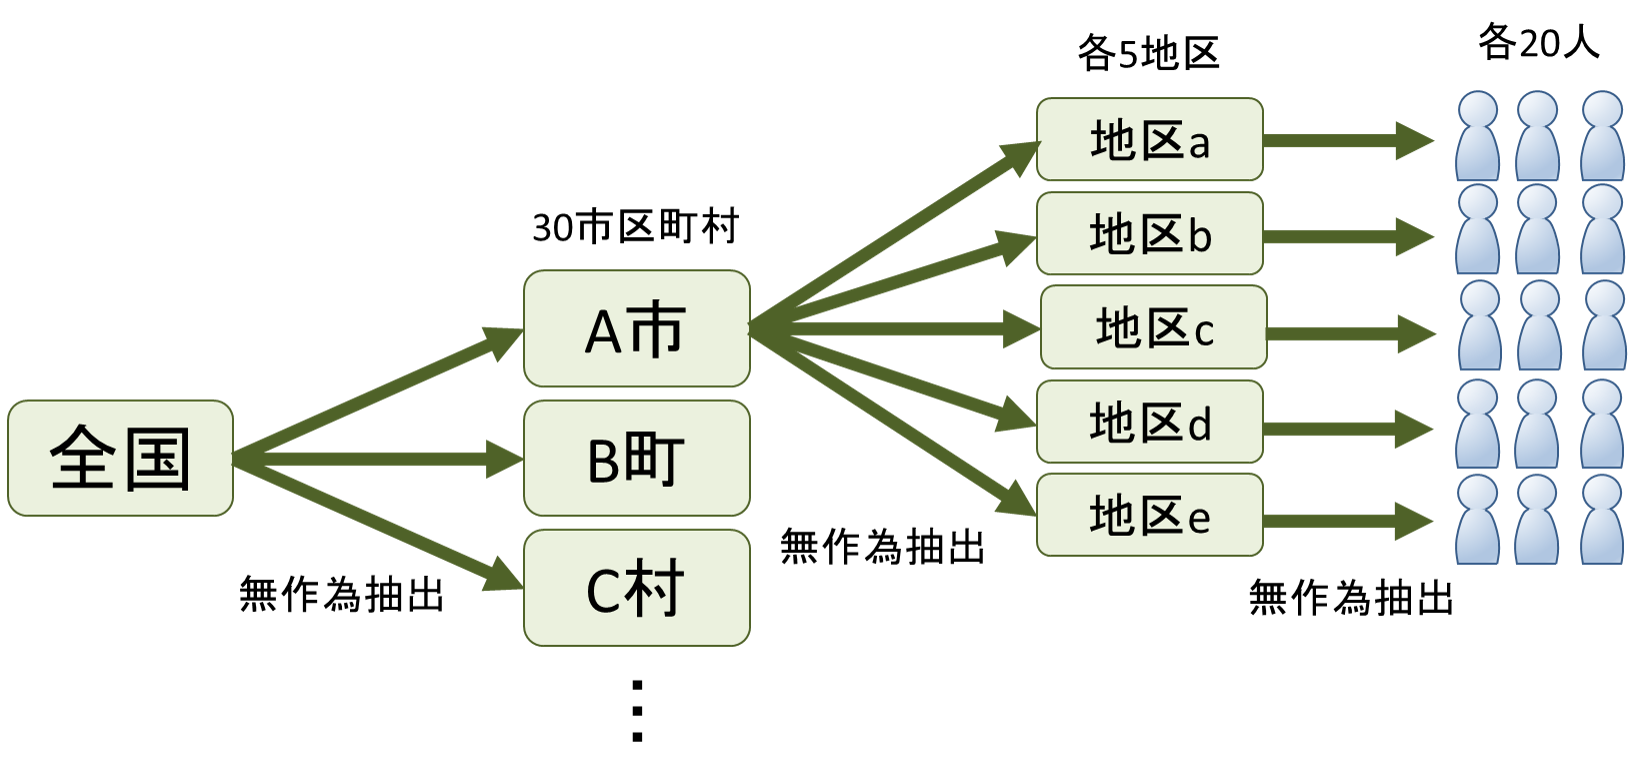 全国
無作為抽出
30市区町村
A市
B町
C村
⋮
無作為抽出
各5地区
地区a
地区b
地区c
地区d
地区e
無作為抽出
各20人